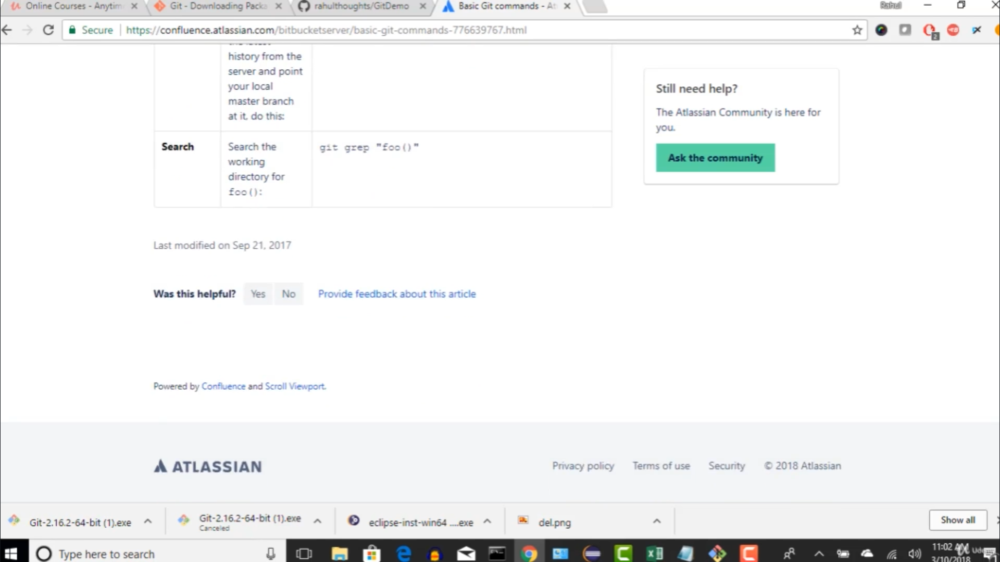 Online Courses - Anytim
Git - Downloading Packa
rahulthoughts/GitDemo
Basic Git commands - At
Rahul
Secure
https://confluence.atlassian.com/bitbucketserver/basic-git-commands-776639767.html
2
history from the
server and point
your local
master branch
at it, do this:
Search
Search the
working
directory for
foo():
git grep "foo()"
Still need help?
The Atlassian Community is here for
you.
Ask the community
Last modified on Sep 21, 2017
Was this helpful?
Yes
No
Provide feedback about this article
Powered by Confluence and Scroll Viewport.
ATLASSIAN
Privacy policy
Terms of use
Security
© 2018 Atlassian
Git-2.16.2-64-bit (1).exe
Git-2.16.2-64-bit (1).exe
Canceled
eclipse-inst-win64 ....exe
del.png
Show all
Type here to search
11:02 AM
3/10/2018